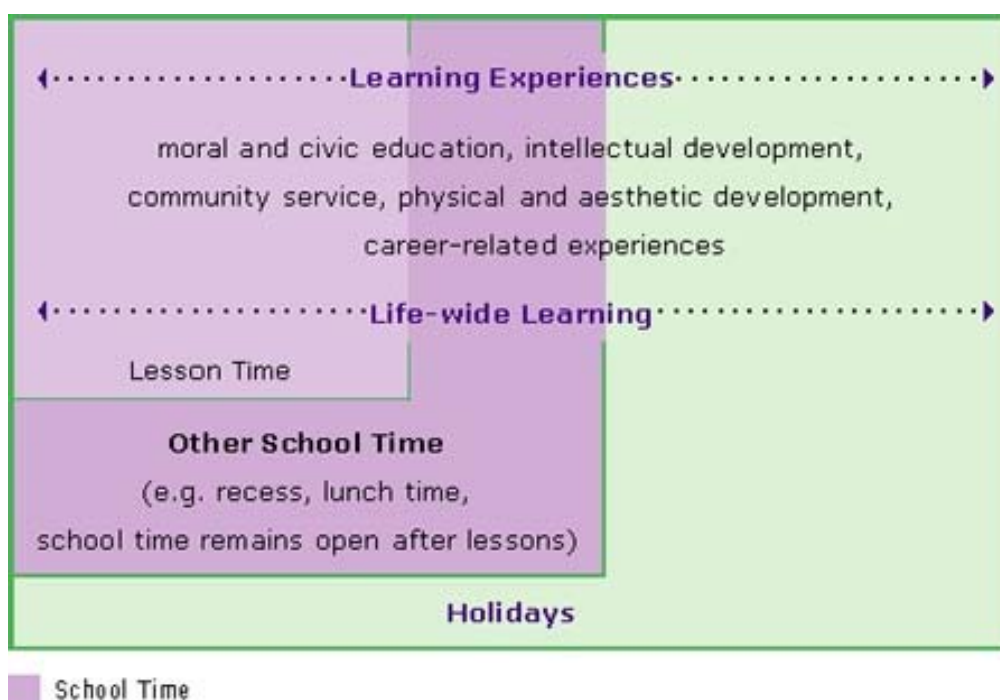 Learning Experiences
moral and civic education, intellectual development,
community service, physical and aesthetic development,
career-related experiences
Life-wide Learning
Lesson Time
Other School Time
(e.g. recess, lunch time,
school time remains open after lessons)
Holidays
School Time